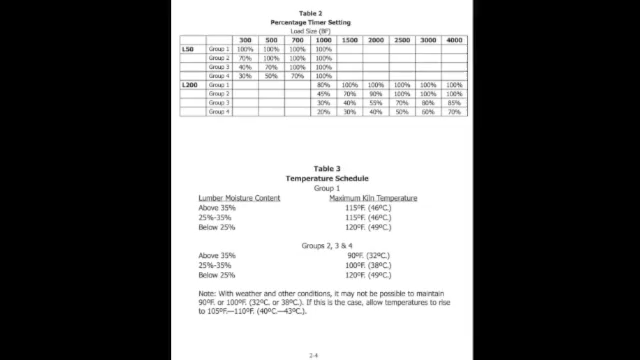 Table 2
Percentage Timer Setting
Load Size (BF)
300 500 700 1000 1500 2000 2500 3000 4000
L50 Group 1 100% 100% 100% 100%
Group 2 70% 100% 100% 100%
Group 3 40% 70% 100% 100%
Group 4 30% 50% 70% 100%
L200 Group 1 80% 100% 100% 100% 100% 100%
Group 2 45% 70% 90% 100% 100% 100%
Group 3 30% 40% 55% 70% 80% 85%
Group 4 20% 30% 40% 50% 60% 70%
Table 3
Temperature Schedule
Group 1
Lumber Moisture Content Maximum Kiln Temperature
Above 35% 115ºF. (46ºC.)
25%-35% 115ºF. (46ºC.)
Below 25% 120ºF. (49ºC.)
Groups 2, 3 & 4
Above 35% 90ºF. (32ºC.)
25%-35% 100ºF. (38ºC.)
Below 25% 120ºF. (49ºC.)
Note: With weather and other conditions, it may not be possible to maintain
90ºF. or 100ºF. (32ºC. or 38ºC.). If this is the case, allow temperatures to rise
to 105ºF.—110ºF. (40ºC.—43ºC.).
2-4